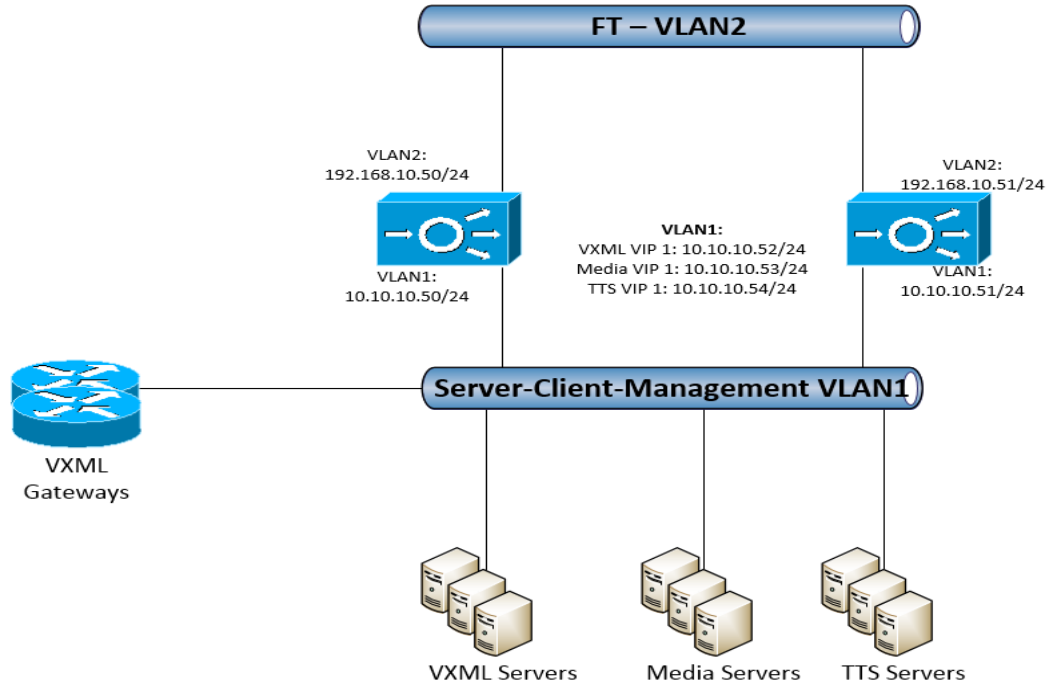 FT – VLAN2
VLAN2:
192.168.10.50/24
VLAN2:
192.168.10.51/24
VLAN1:
VXML VIP 1: 10.10.10.52/24
Media VIP 1: 10.10.10.53/24
TTS VIP 1: 10.10.10.54/24
VLAN1:
10.10.10.50/24
VLAN1:
10.10.10.51/24
Server-Client-Management VLAN1
VXML
Gateways
VXML Servers
Media Servers
TTS Servers